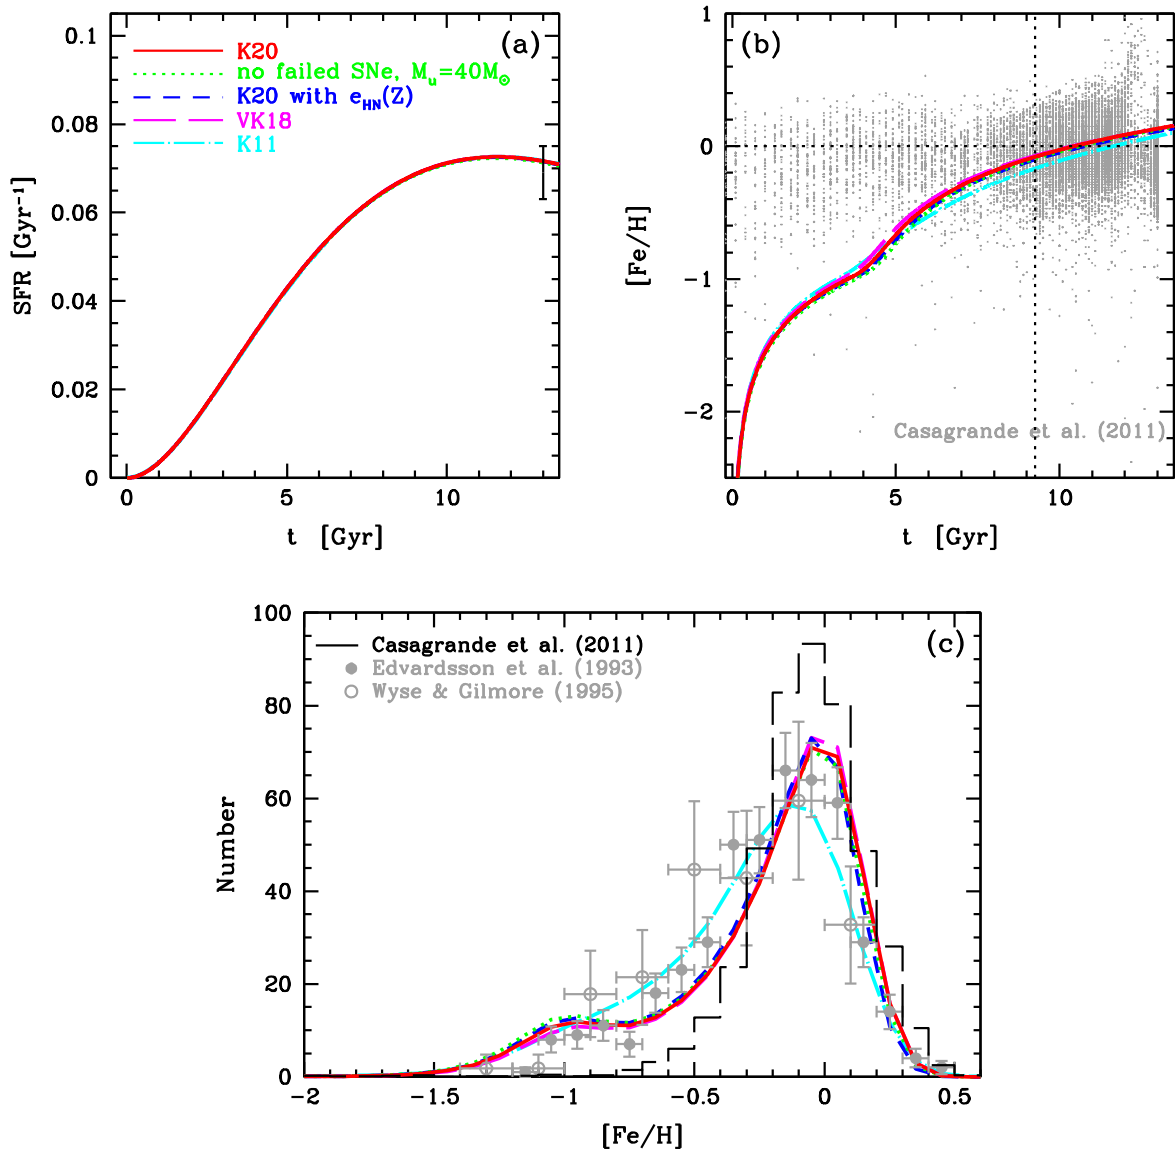 (a)
K20
no failed SNe, M_u=40M_⊙
K20 with e_HN(Z)
VK18
K11
0.1
0.08
0.06
0.04
0.02
0
SFR [Gyr⁻¹]
0 5 10
t [Gyr]
(b)
1
0
−1
−2
[Fe/H]
Casagrande et al. (2011)
0 5 10
t [Gyr]
(c)
Casagrande et al. (2011)
Edvardsson et al. (1993)
Wyse & Gilmore (1995)
100
80
60
40
20
0
Number
−2 −1.5 −1 −0.5 0 0.5
[Fe/H]